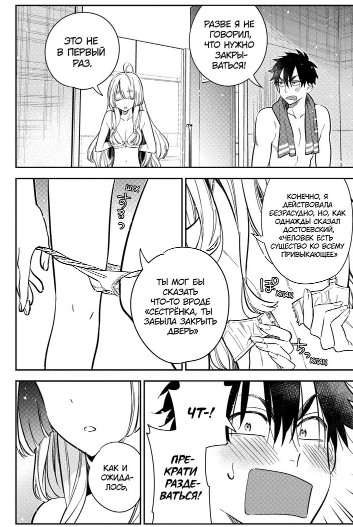 РАЗВЕ Я НЕ
ГОВОРИЛ,
ЧТО НУЖНО
ЗАКРЫ-
ВАТЬСЯ!
ЭТО НЕ
В ПЕРВЫЙ
РАЗ.
КОНЕЧНО, Я
ДЕЙСТВОВАЛА
БЕЗРАССУДНО, НО, КАК
ОДНАЖДЫ СКАЗАЛ
ДОСТОЕВСКИЙ,
«ЧЕЛОВЕК ЕСТЬ
СУЩЕСТВО КО ВСЕМУ
ПРИВЫКАЮЩЕЕ»
ТЫ МОГ БЫ
СКАЗАТЬ
ЧТО-ТО ВРОДЕ
«СЕСТРЁНКА, ТЫ
ЗАБЫЛА ЗАКРЫТЬ
ДВЕРЬ»
ЧТ-!
ПРЕ-
КРАТИ
РАЗДЕ-
ВАТЬСЯ!
КАК И
ОЖИДАЛОСЬ,